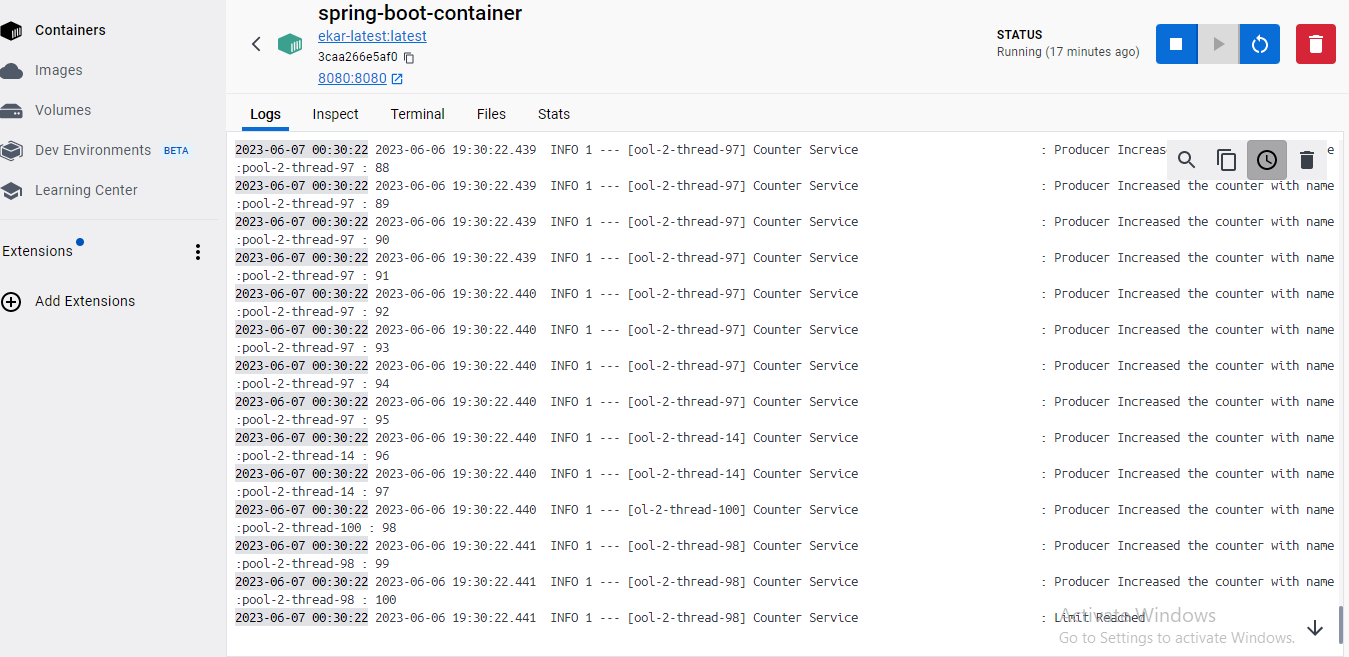 spring-boot-container
Containers
ekar-latest:latest
STATUS
3caa266e5af0
Running (17 minutes ago)
Images
8080:8080
Volumes
Logs Inspect Terminal Files Stats
Dev Environments BETA
Learning Center
Extensions
Add Extensions
2023-06-07 00:30:22 2023-06-06 19:30:22.439 INFO 1 --- [ool-2-thread-97] Counter Service : Producer Increas e
:pool-2-thread-97 : 88
2023-06-07 00:30:22 2023-06-06 19:30:22.439 INFO 1 --- [ool-2-thread-97] Counter Service : Producer Increased the counter with name
:pool-2-thread-97 : 89
2023-06-07 00:30:22 2023-06-06 19:30:22.439 INFO 1 --- [ool-2-thread-97] Counter Service : Producer Increased the counter with name
:pool-2-thread-97 : 90
2023-06-07 00:30:22 2023-06-06 19:30:22.439 INFO 1 --- [ool-2-thread-97] Counter Service : Producer Increased the counter with name
:pool-2-thread-97 : 91
2023-06-07 00:30:22 2023-06-06 19:30:22.440 INFO 1 --- [ool-2-thread-97] Counter Service : Producer Increased the counter with name
:pool-2-thread-97 : 92
2023-06-07 00:30:22 2023-06-06 19:30:22.440 INFO 1 --- [ool-2-thread-97] Counter Service : Producer Increased the counter with name
:pool-2-thread-97 : 93
2023-06-07 00:30:22 2023-06-06 19:30:22.440 INFO 1 --- [ool-2-thread-97] Counter Service : Producer Increased the counter with name
:pool-2-thread-97 : 94
2023-06-07 00:30:22 2023-06-06 19:30:22.440 INFO 1 --- [ool-2-thread-97] Counter Service : Producer Increased the counter with name
:pool-2-thread-97 : 95
2023-06-07 00:30:22 2023-06-06 19:30:22.440 INFO 1 --- [ool-2-thread-14] Counter Service : Producer Increased the counter with name
:pool-2-thread-14 : 96
2023-06-07 00:30:22 2023-06-06 19:30:22.440 INFO 1 --- [ool-2-thread-14] Counter Service : Producer Increased the counter with name
:pool-2-thread-14 : 97
2023-06-07 00:30:22 2023-06-06 19:30:22.440 INFO 1 --- [ol-2-thread-100] Counter Service : Producer Increased the counter with name
:pool-2-thread-100 : 98
2023-06-07 00:30:22 2023-06-06 19:30:22.441 INFO 1 --- [ool-2-thread-98] Counter Service : Producer Increased the counter with name
:pool-2-thread-98 : 99
2023-06-07 00:30:22 2023-06-06 19:30:22.441 INFO 1 --- [ool-2-thread-98] Counter Service : Producer Increased the counter with name
:pool-2-thread-98 : 100
2023-06-07 00:30:22 2023-06-06 19:30:22.441 INFO 1 --- [ool-2-thread-98] Counter Service : Limit Reached
Activate Windows
Go to Settings to activate Windows.